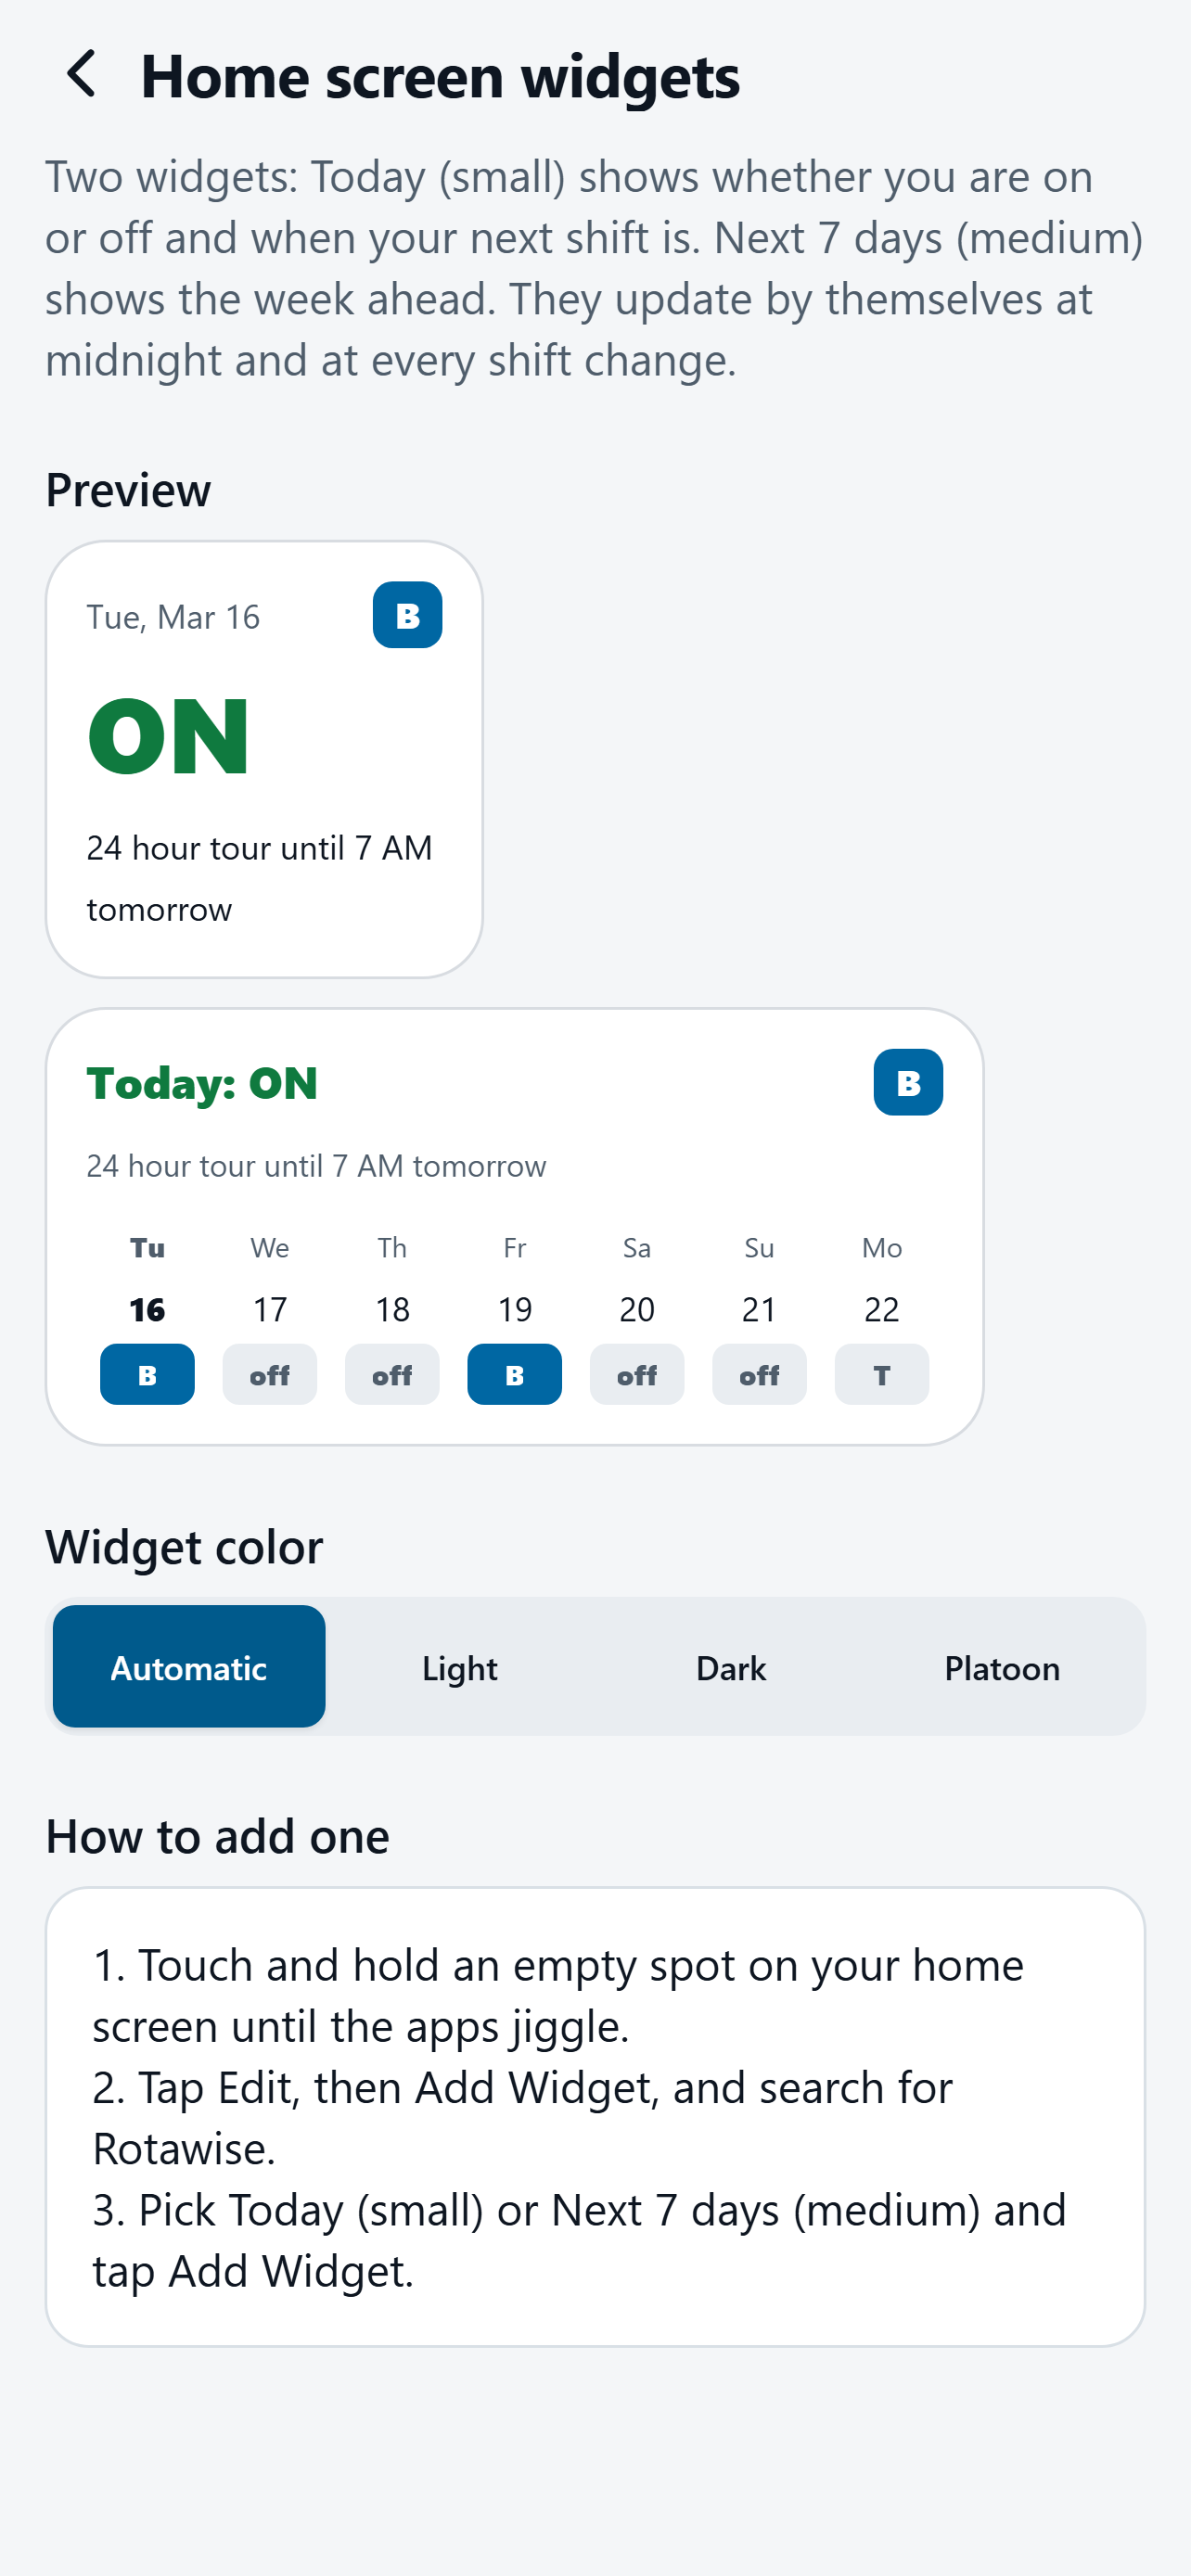 Home screen widgets
Two widgets: Today (small) shows whether you are on
or off and when your next shift is. Next 7 days (medium)
shows the week ahead. They update by themselves at
midnight and at every shift change.
Preview
Tue, Mar 16 B
ON
24 hour tour until 7 AM
tomorrow
Today: ON B
24 hour tour until 7 AM tomorrow
Tu We Th Fr Sa Su Mo
16 17 18 19 20 21 22
B off off B off off T
Widget color
Automatic Light Dark Platoon
How to add one
1. Touch and hold an empty spot on your home
screen until the apps jiggle.
2. Tap Edit, then Add Widget, and search for
Rotawise.
3. Pick Today (small) or Next 7 days (medium) and
tap Add Widget.